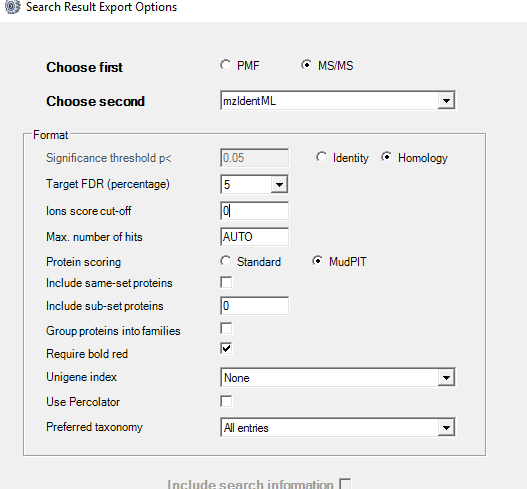 Search Result Export Options
Choose first PMF MS/MS
Choose second mzIdentML
Format
Significance threshold p< 0.05 Identity Homology
Target FDR (percentage) 5
Ions score cut-off 0
Max. number of hits AUTO
Protein scoring Standard MudPIT
Include same-set proteins
Include sub-set proteins 0
Group proteins into families
Require bold red
Unigene index None
Use Percolator
Preferred taxonomy All entries
Include search information